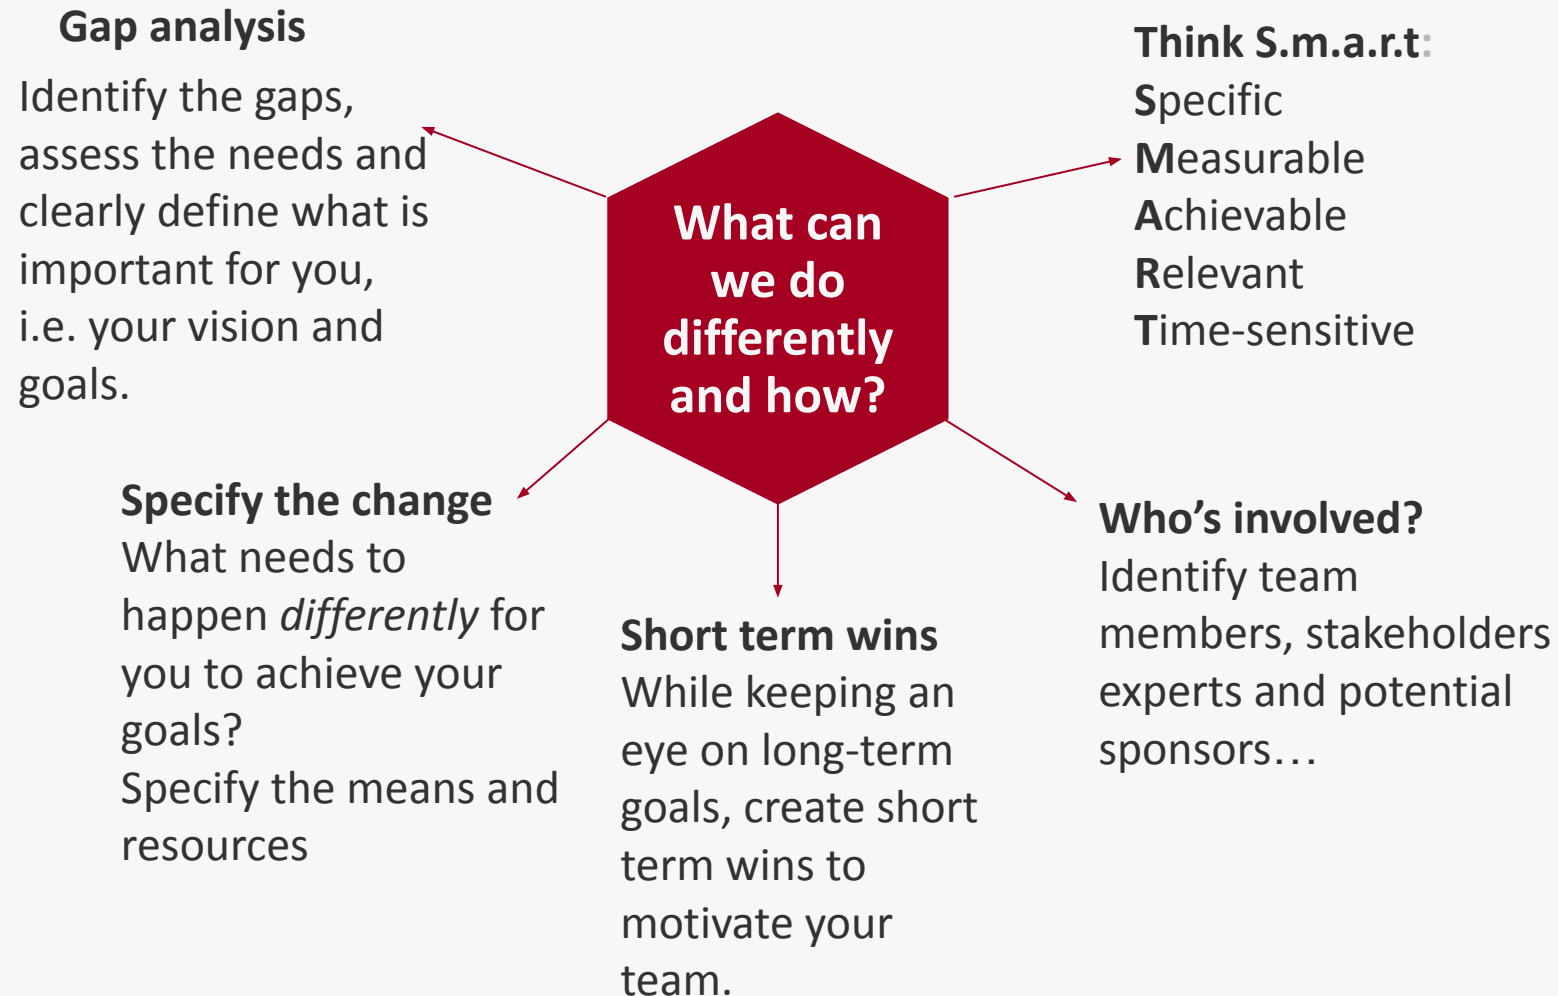 Gap analysis
Identify the gaps,
assess the needs and
clearly define what is
important for you,
i.e. your vision and
goals.
Think S.m.a.r.t:
Specific
Measurable
Achievable
Relevant
Time-sensitive
What can
we do
differently
and how?
Specify the change
What needs to
happen differently for
you to achieve your
goals?
Specify the means and
resources
Short term wins
While keeping an
eye on long-term
goals, create short
term wins to
motivate your
team.
Who’s involved?
Identify team
members, stakeholders
experts and potential
sponsors…